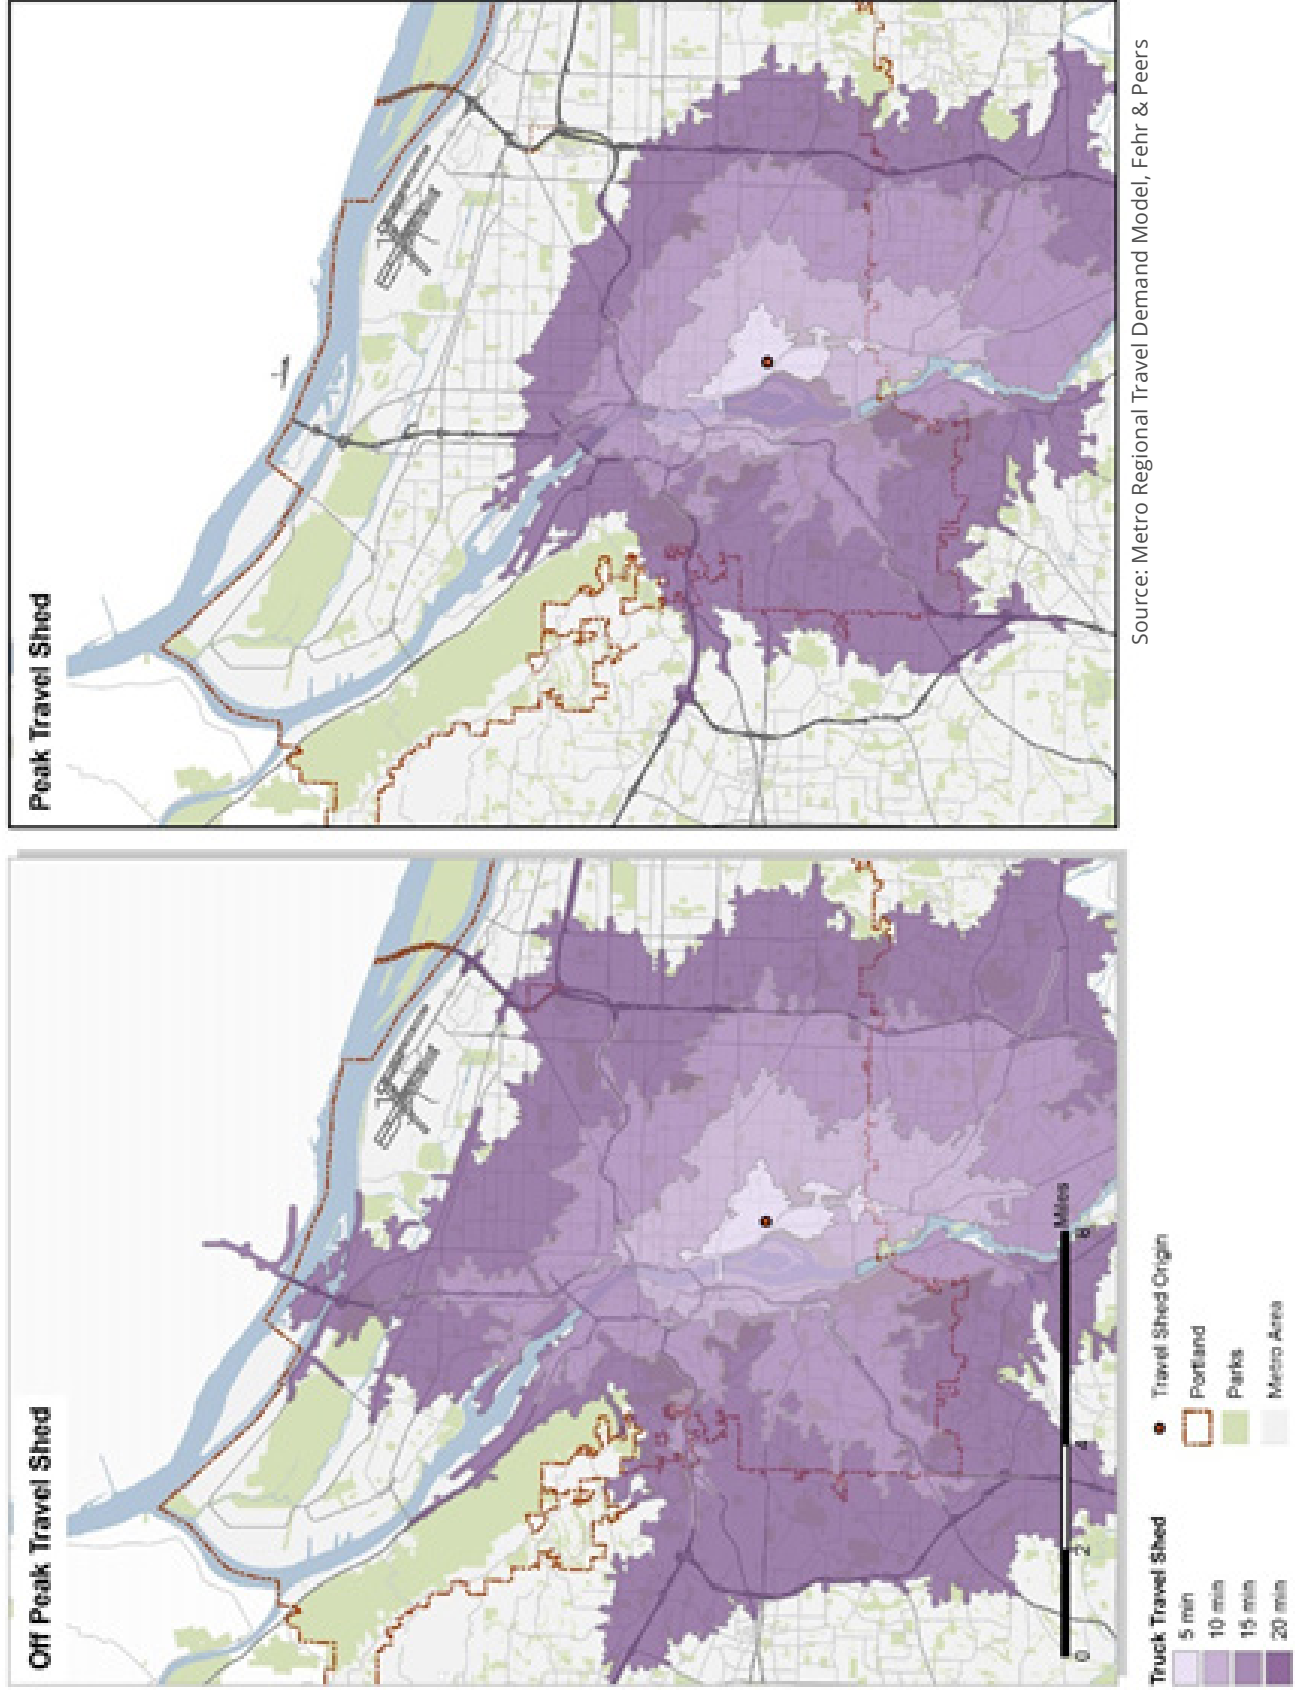 Off Peak Travel Shed
Peak Travel Shed
0 2 4 8
Miles
Truck Travel Shed
5 min
10 min
15 min
20 min
Travel Shed Origin
Portland
Parks
Metro Area
Source: Metro Regional Travel Demand Model, Fehr & Peers